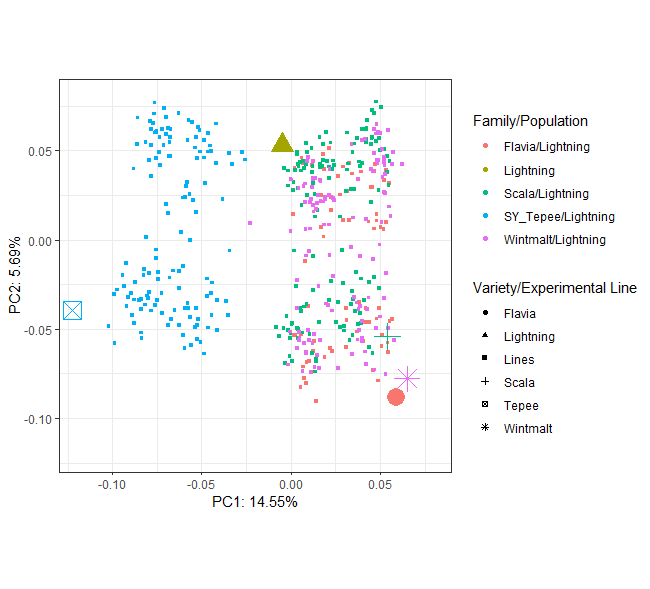 Family/Population
Flavia/Lightning
Lightning
Scala/Lightning
SY_Tepee/Lightning
Wintmalt/Lightning
Variety/Experimental Line
Flavia
Lightning
Lines
Scala
Tepee
Wintmalt
PC2: 5.69%
0.05
0.00
-0.05
-0.10
-0.10
-0.05
0.00
0.05
PC1: 14.55%